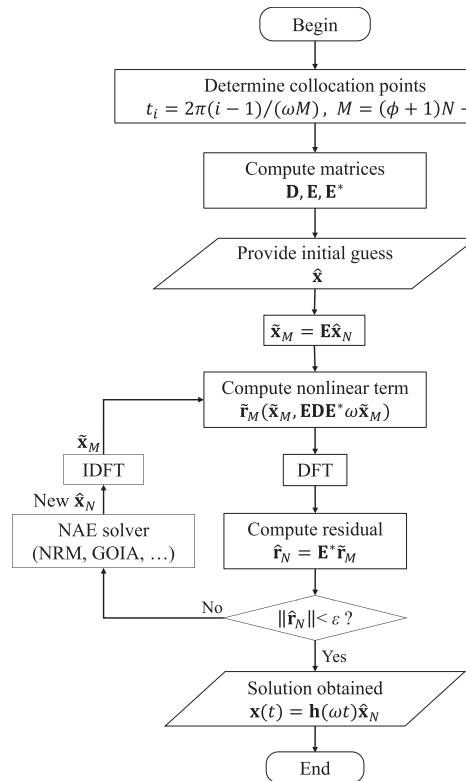 Begin
Determine collocation points
t_i = 2π(i − 1)/(ωM) , M = (ϕ + 1)N −
Compute matrices
D, E, E*
Provide initial guess
x̂
x̃_M = Ex̂_N
Compute nonlinear term
r̃_M(x̃_M, EDE*ωx̃_M)
x̃_M
IDFT
DFT
New x̂_N
NAE solver
(NRM, GOIA, …)
Compute residual
r̂_N = E*r̃_M
No
‖r̂_N‖< ε ?
Yes
Solution obtained
x(t) = h(ωt)x̂_N
End